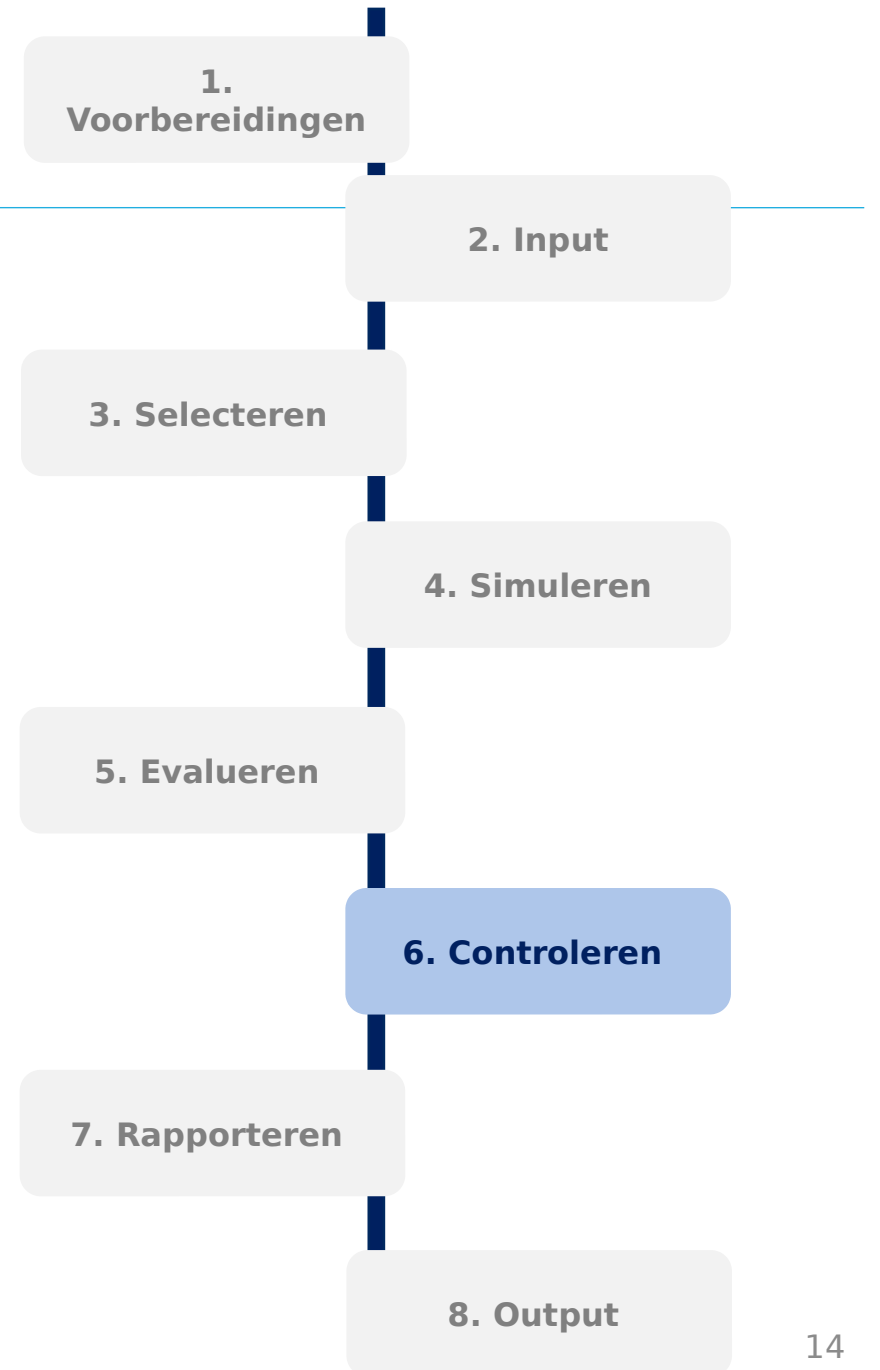 1.
Voorbereidingen
2. Input
3. Selecteren
4. Simuleren
5. Evalueren
6. Controleren
7. Rapporteren
8. Output
14